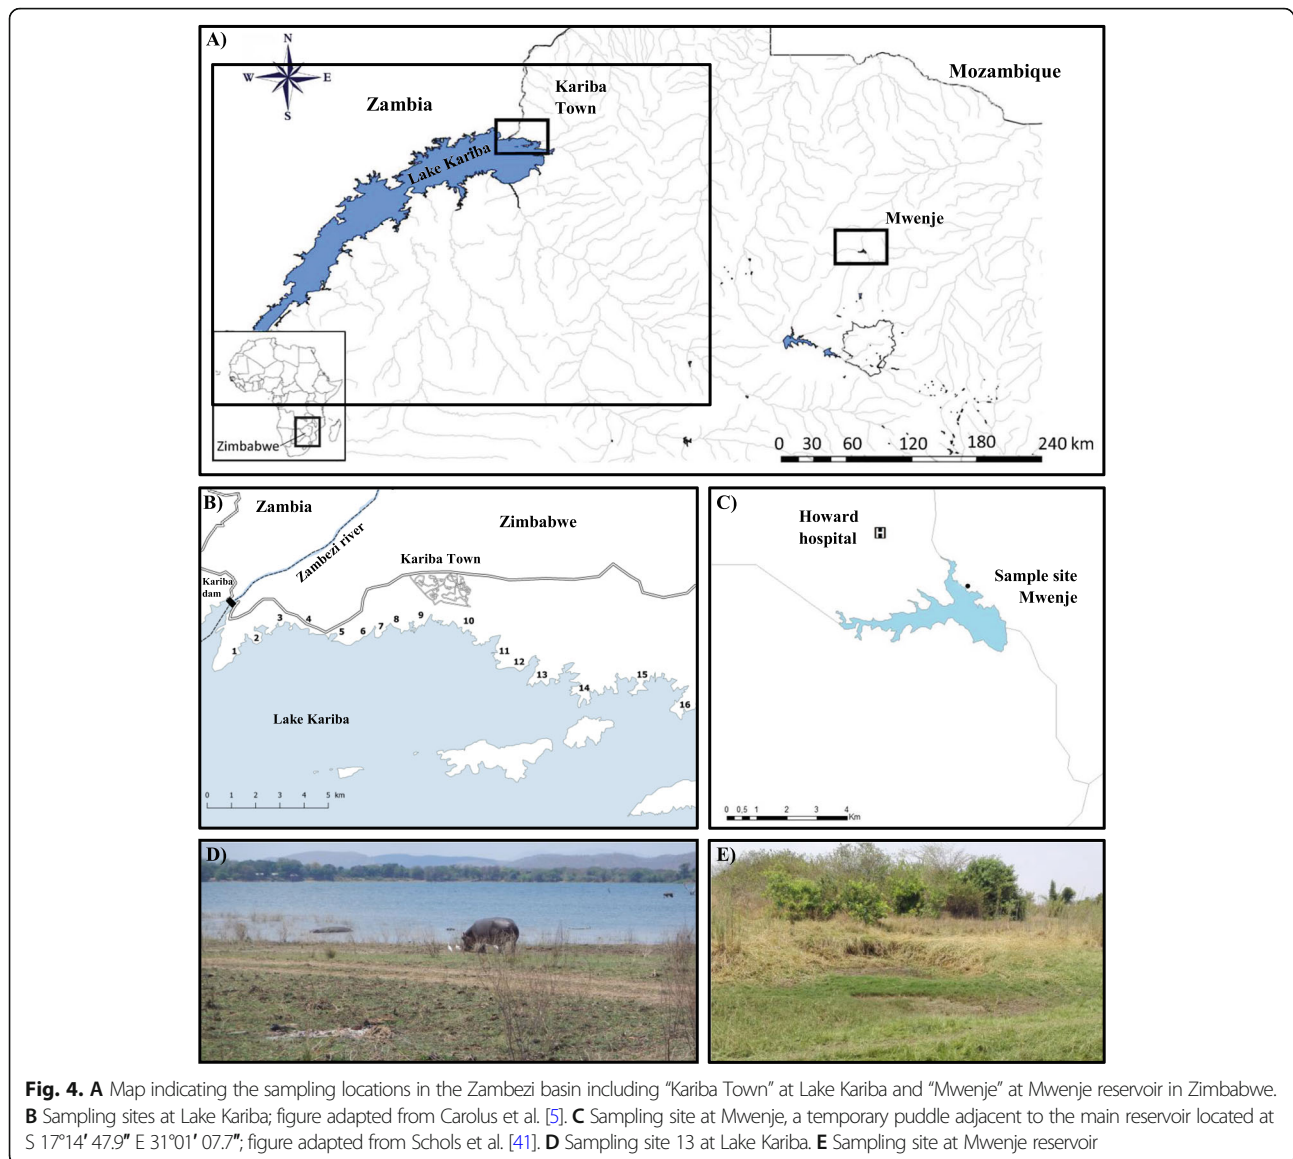 A)
N
W E
S
Zambia
Kariba
Town
Mozambique
Lake Kariba
Mwenje
Zimbabwe
0 30 60 120 180 240 km
B)
Zambia
Zambezi river
Zimbabwe
Kariba Town
Kariba
dam
1
2
3
4
5
6
7
8
9
10
11
12
13
14
15
16
Lake Kariba
0 1 2 3 4 5 km
C)
Howard
hospital
H
Sample site
Mwenje
0 0,5 1 2 3 4
Km
D)
E)
Fig. 4. A Map indicating the sampling locations in the Zambezi basin including “Kariba Town” at Lake Kariba and “Mwenje” at Mwenje reservoir in Zimbabwe.
B Sampling sites at Lake Kariba; figure adapted from Carolus et al. [5]. C Sampling site at Mwenje, a temporary puddle adjacent to the main reservoir located at
S 17°14′ 47.9″ E 31°01′ 07.7″; figure adapted from Schols et al. [41]. D Sampling site 13 at Lake Kariba. E Sampling site at Mwenje reservoir